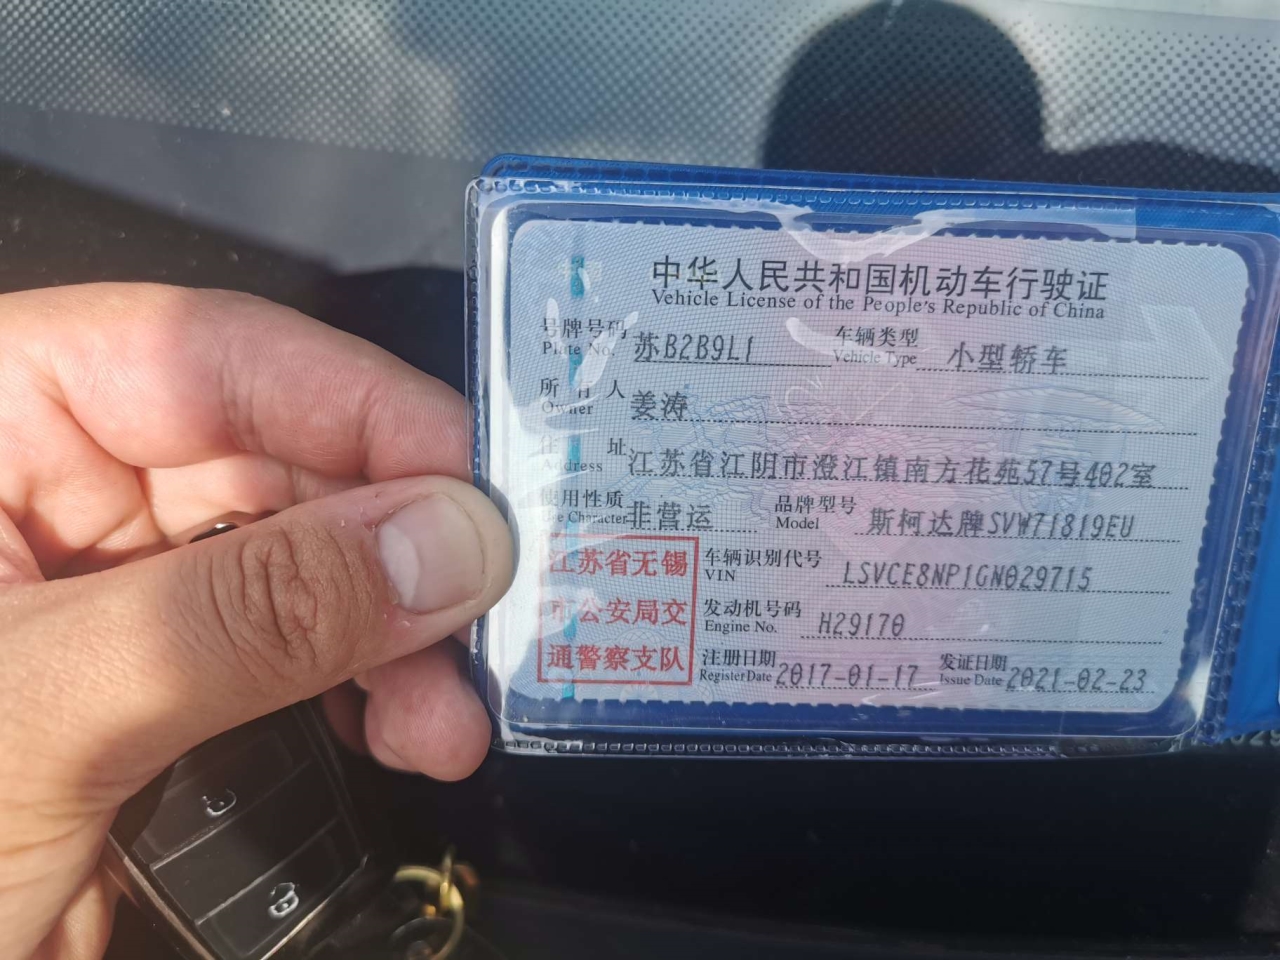 中华人民共和国机动车行驶证
Vehicle License of the People's Republic of China
号牌号码 苏B2B9L1 车辆类型 小型轿车
Plate No. Vehicle Type
所有人 姜涛
Owner
住址 江苏省江阴市澄江镇南方花苑57号402室
Address
使用性质 非营运 品牌型号 斯柯达牌SVW71819EU
Use Character Model
江苏省无锡 车辆识别代号 LSVCE8NP1GN029715
VIN
市公安局交 发动机号码 H29170
Engine No.
通警察支队 注册日期 2017-01-17 发证日期 2021-02-23
Register Date Issue Date